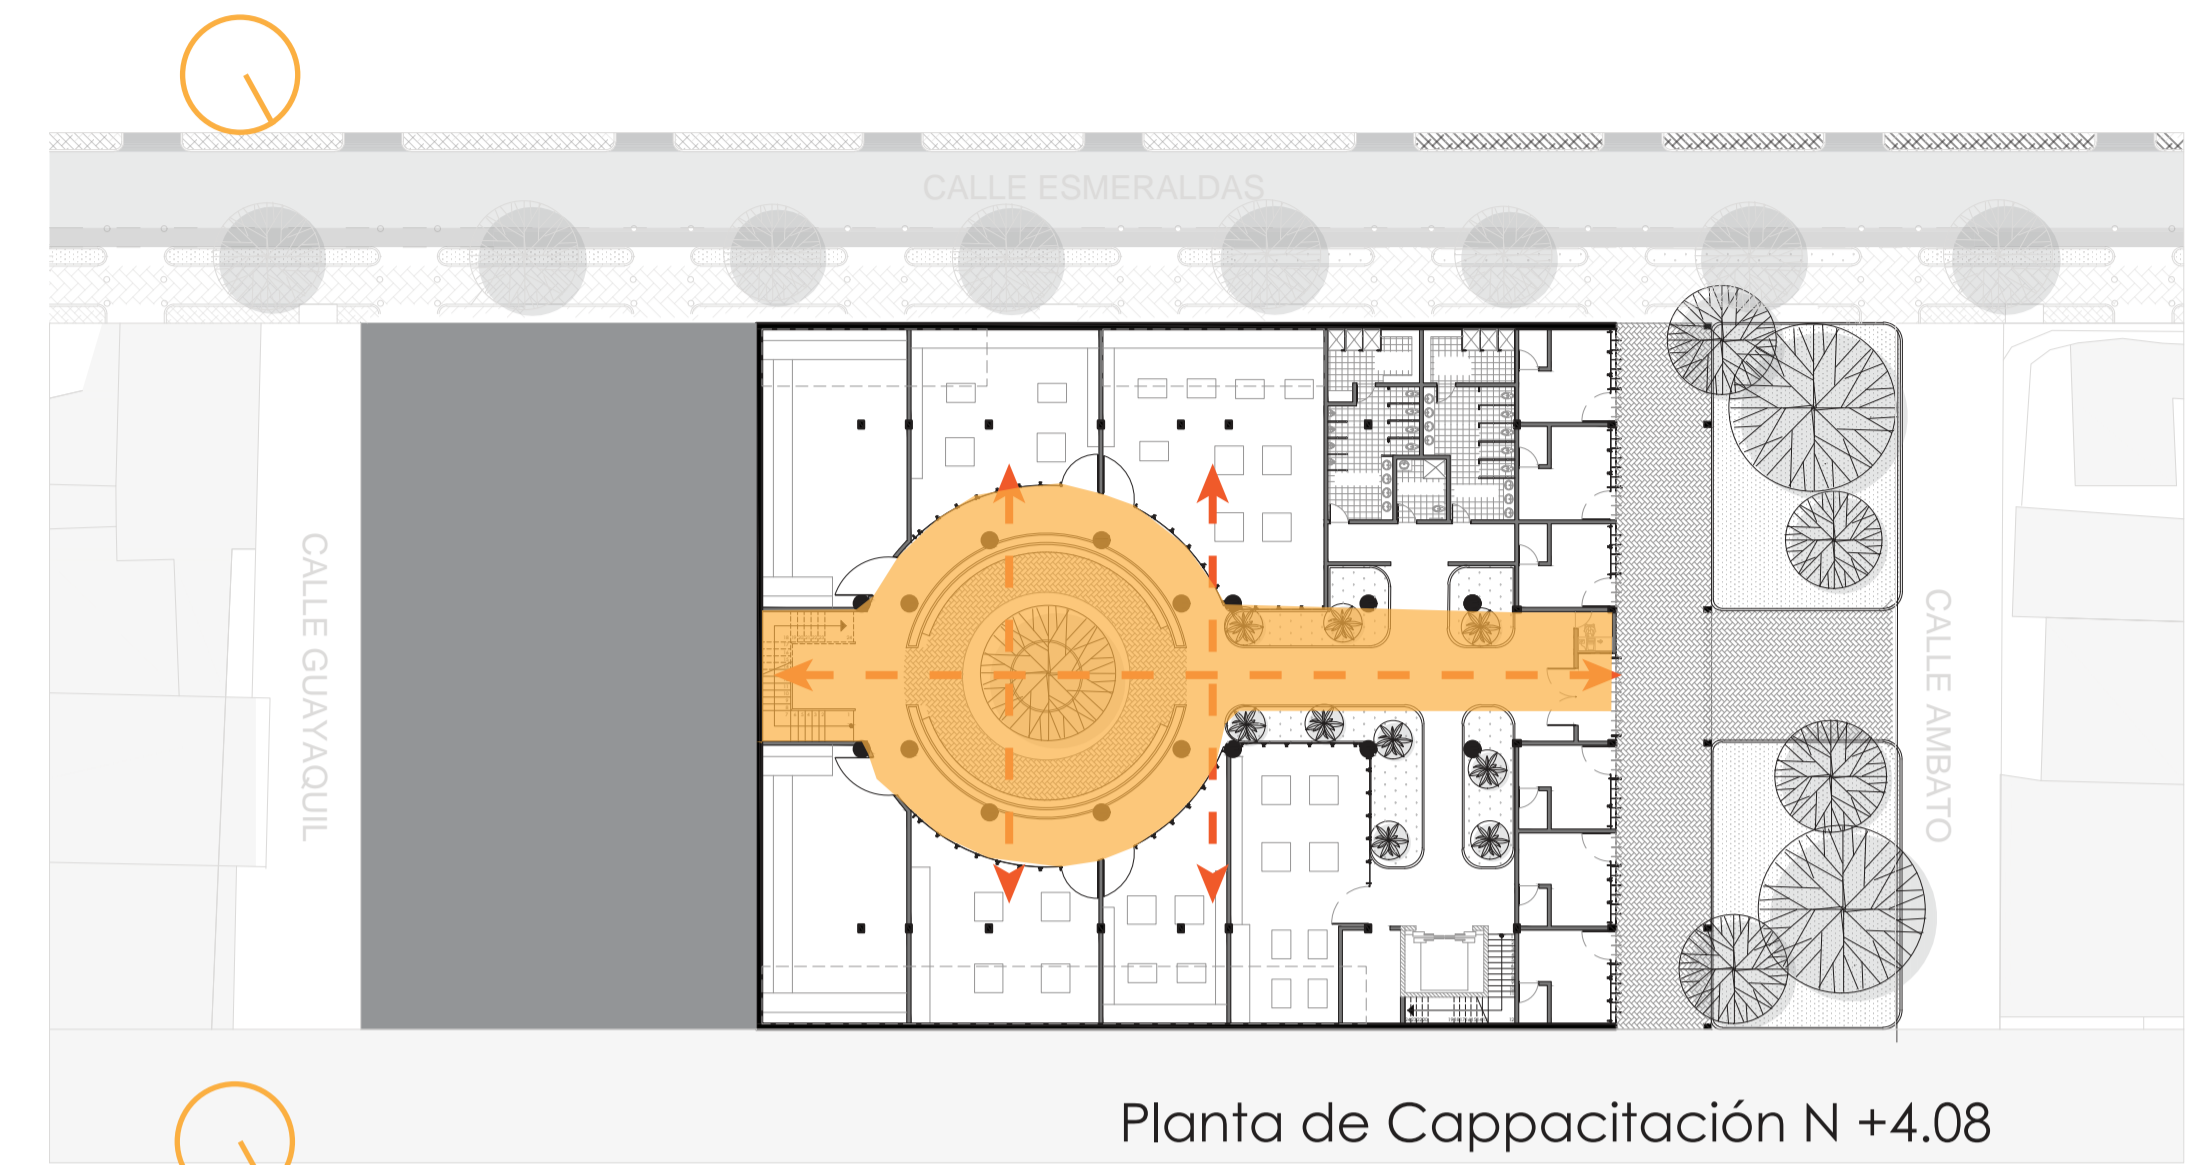 CALLE ESMERALDAS
CALLE GUAYAQUIL
CALLE AMBATO
Planta de Cappacitación N +4.08